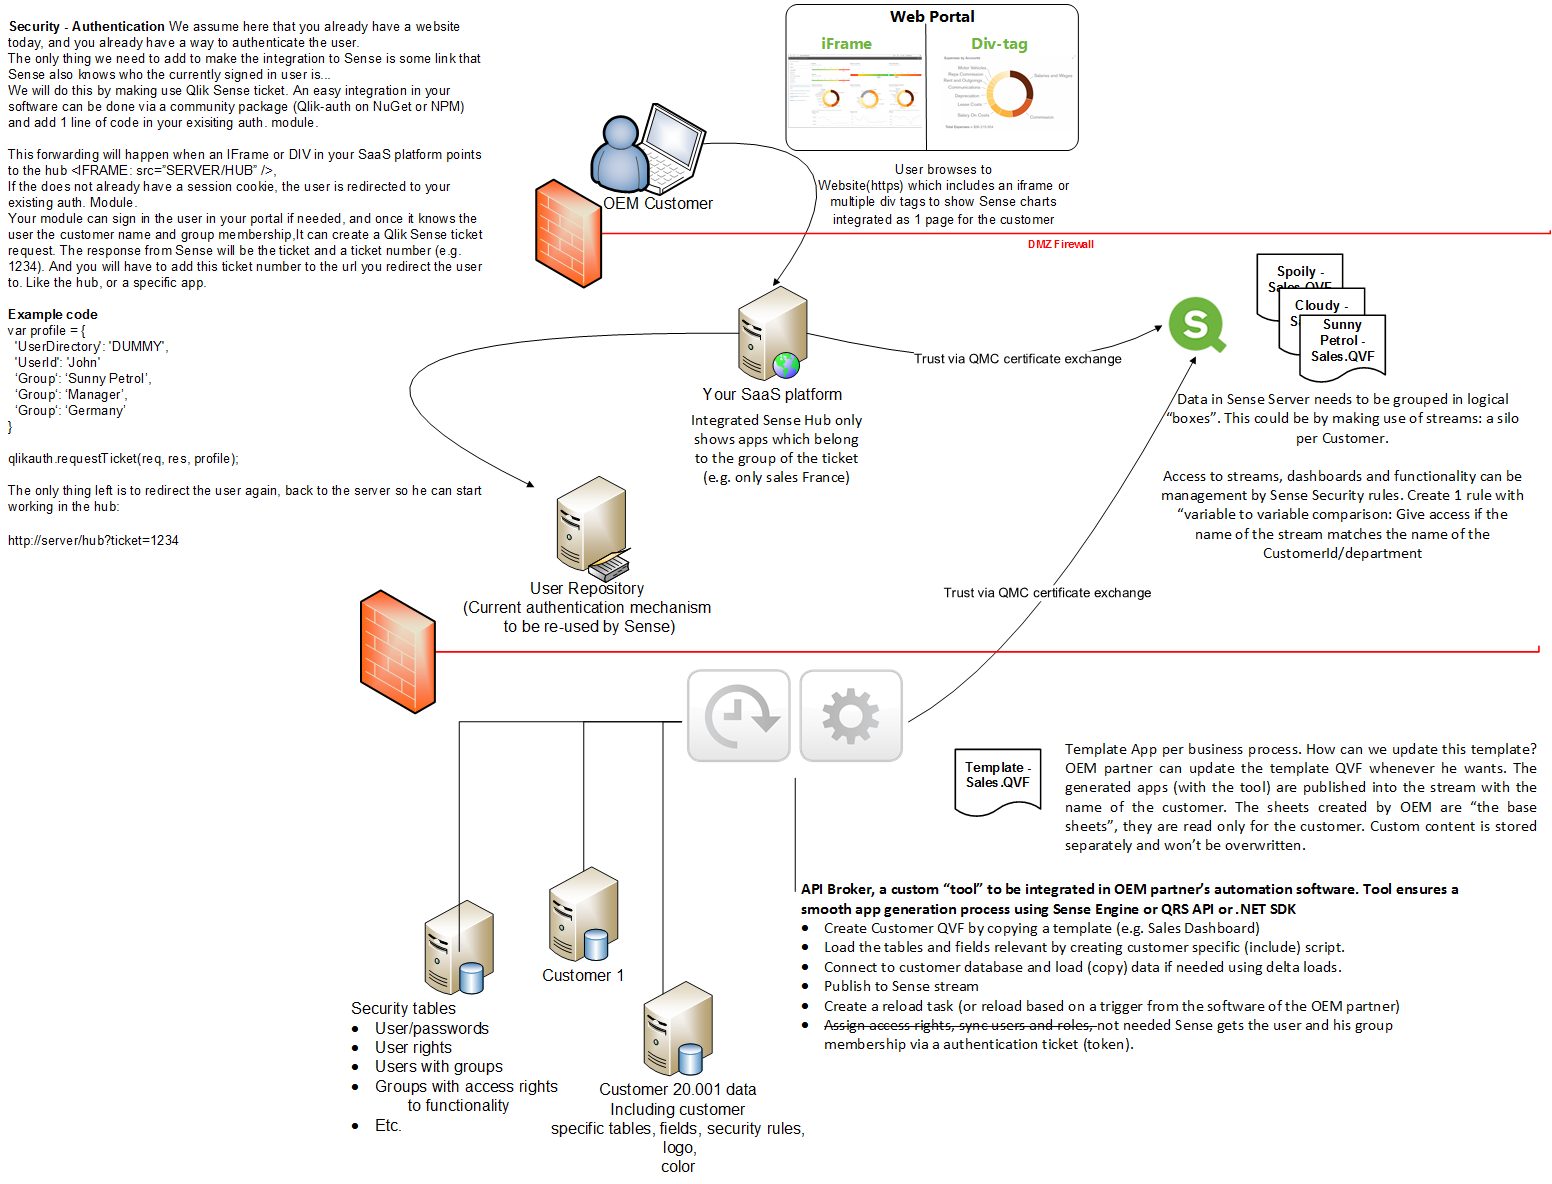 Security - Authentication We assume here that you already have a website
today, and you already have a way to authenticate the user.
The only thing we need to add to make the integration to Sense is some link that
Sense also knows who the currently signed in user is...
We will do this by making use Qlik Sense ticket. An easy integration in your
software can be done via a community package (Qlik-auth on NuGet or NPM)
and add 1 line of code in your exisiting auth. module.
This forwarding will happen when an IFrame or DIV in your SaaS platform points
to the hub <IFRAME: src="SERVER/HUB" />,
If the does not already have a session cookie, the user is redirected to your
existing auth. Module.
Your module can sign in the user in your portal if needed, and once it knows the
user the customer name and group membership,It can create a Qlik Sense ticket
request. The response from Sense will be the ticket and a ticket number (e.g.
1234). And you will have to add this ticket number to the url you redirect the user
to. Like the hub, or a specific app.
Example code
var profile = {
'UserDirectory': 'DUMMY',
'UserId': 'John'
'Group': 'Sunny Petrol',
'Group': 'Manager',
'Group': 'Germany'
}
qlikauth.requestTicket(req, res, profile);
The only thing left is to redirect the user again, back to the server so he can start
working in the hub:
http://server/hub?ticket=1234
Web Portal
iFrame
Div-tag
Expenses by Accounts
Motor Vehicles
Repo Commission
Rent and Outgoings
Communications
Depreciation
Lease Costs
Salary On Costs
Salaries and Wages
Commission
OEM Customer
User browses to
Website(https) which includes an iframe or
multiple div tags to show Sense charts
integrated as 1 page for the customer
DMZ Firewall
Your SaaS platform
Integrated Sense Hub only
shows apps which belong
to the group of the ticket
(e.g. only sales France)
Trust via QMC certificate exchange
S
Spoily -
Sales.QVF
Cloudy -
S
Sunny
Petrol -
Sales.QVF
Data in Sense Server needs to be grouped in logical
"boxes". This could be by making use of streams: a silo
per Customer.
Access to streams, dashboards and functionality can be
management by Sense Security rules. Create 1 rule with
"variable to variable comparison: Give access if the
name of the stream matches the name of the
CustomerId/department
User Repository
(Current authentication mechanism
to be re-used by Sense)
Trust via QMC certificate exchange
Template -
Sales.QVF
Template App per business process. How can we update this template?
OEM partner can update the template QVF whenever he wants. The
generated apps (with the tool) are published into the stream with the
name of the customer. The sheets created by OEM are "the base
sheets", they are read only for the customer. Custom content is stored
separately and won't be overwritten.
API Broker, a custom "tool" to be integrated in OEM partner's automation software. Tool ensures a
smooth app generation process using Sense Engine or QRS API or .NET SDK
• Create Customer QVF by copying a template (e.g. Sales Dashboard)
• Load the tables and fields relevant by creating customer specific (include) script.
• Connect to customer database and load (copy) data if needed using delta loads.
• Publish to Sense stream
• Create a reload task (or reload based on a trigger from the software of the OEM partner)
• Assign access rights, sync users and roles, not needed Sense gets the user and his group
membership via a authentication ticket (token).
Security tables
• User/passwords
• User rights
• Users with groups
• Groups with access rights
to functionality
• Etc.
Customer 1
Customer 20.001 data
Including customer
specific tables, fields, security rules,
logo,
color